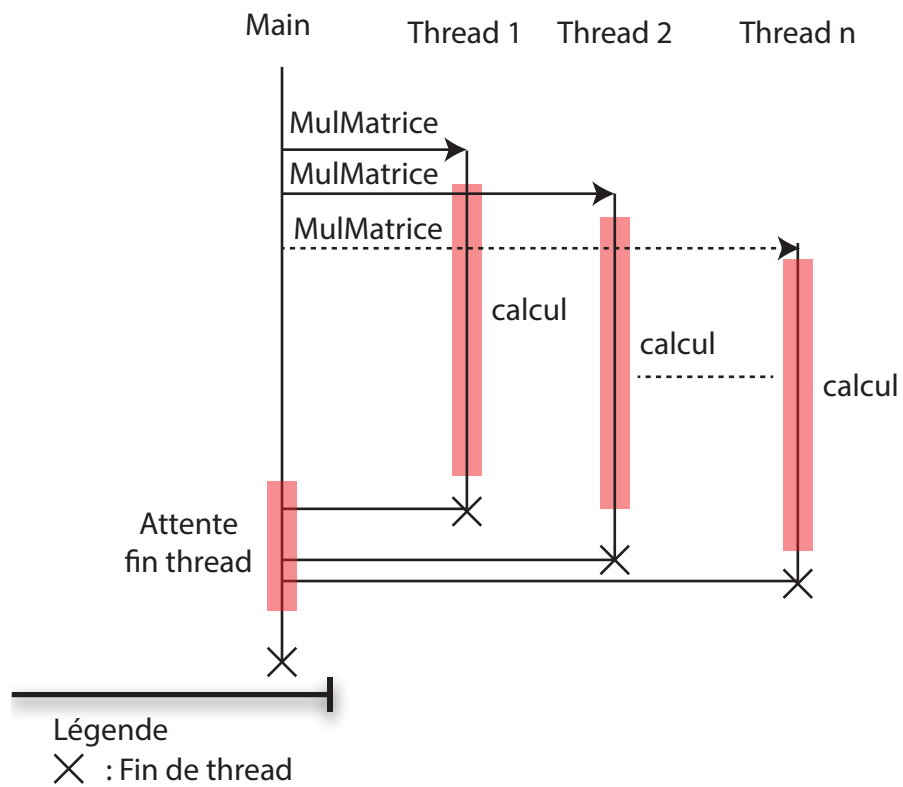 Main
Thread 1
Thread 2
Thread n
MulMatrice
MulMatrice
MulMatrice
calcul
calcul
calcul
Attente
fin thread
Légende
: Fin de thread